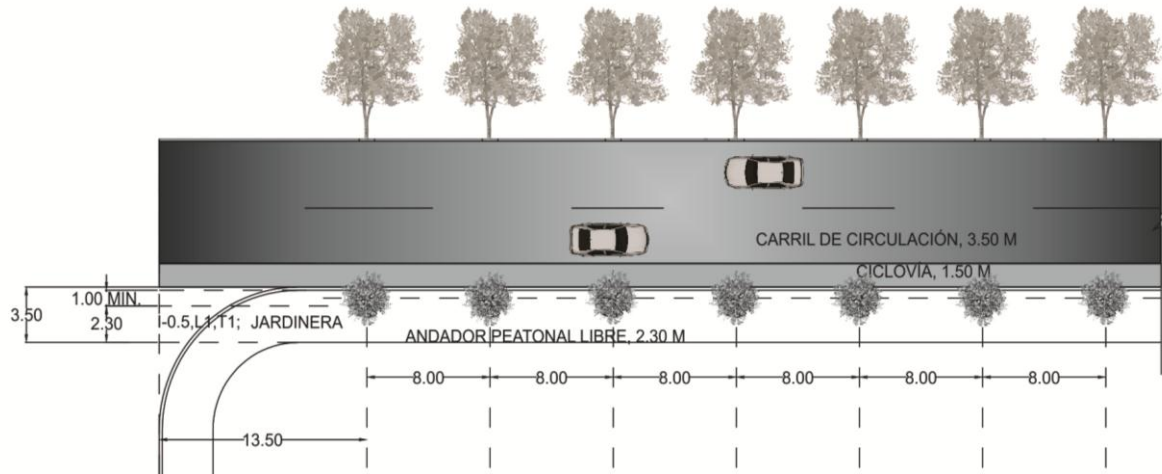 CARRIL DE CIRCULACIÓN, 3.50 M
CICLOVÍA, 1.50 M
1.00 MIN.
3.50
2.30
I-0.5,L1,T1; JARDINERA
ANDADOR PEATONAL LIBRE, 2.30 M
8.00 8.00 8.00 8.00 8.00 8.00
13.50